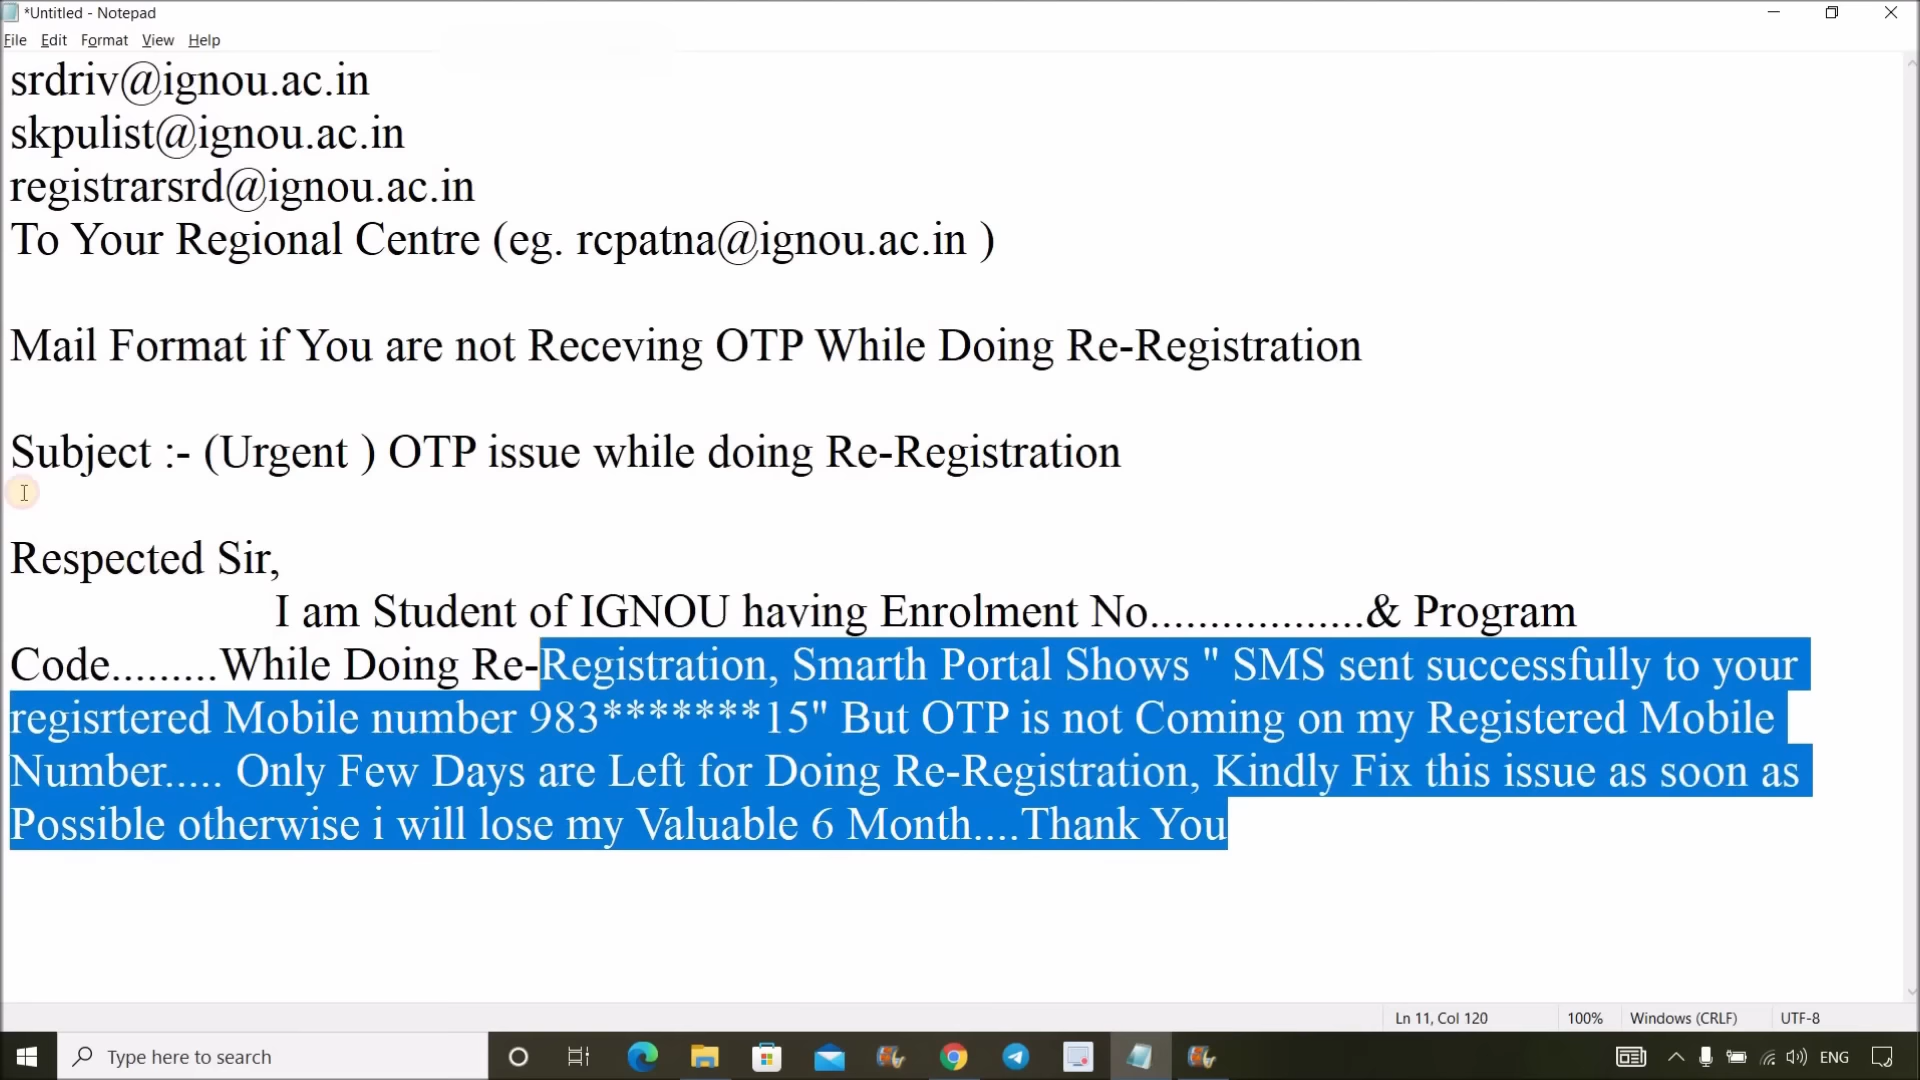 *Untitled - Notepad
File Edit Format View Help
srdriv@ignou.ac.in
skpulist@ignou.ac.in
registrarsrd@ignou.ac.in
To Your Regional Centre (eg. rcpatna@ignou.ac.in )
Mail Format if You are not Receving OTP While Doing Re-Registration
Subject :- (Urgent ) OTP issue while doing Re-Registration
Respected Sir,
I am Student of IGNOU having Enrolment No..................& Program
Code.........While Doing Re-Registration, Smarth Portal Shows " SMS sent successfully to your
regisrtered Mobile number 983*******15" But OTP is not Coming on my Registered Mobile
Number..... Only Few Days are Left for Doing Re-Registration, Kindly Fix this issue as soon as
Possible otherwise i will lose my Valuable 6 Month....Thank You
Ln 11, Col 120 100% Windows (CRLF) UTF-8
Type here to search ENG